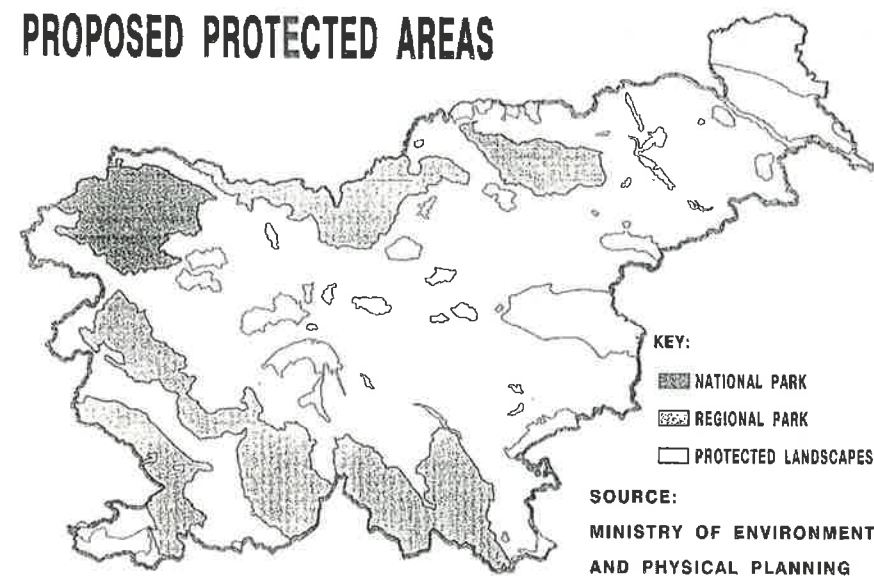 PROPOSED PROTECTED AREAS
KEY:
NATIONAL PARK
REGIONAL PARK
PROTECTED LANDSCAPES
SOURCE:
MINISTRY OF ENVIRONMENT
AND PHYSICAL PLANNING